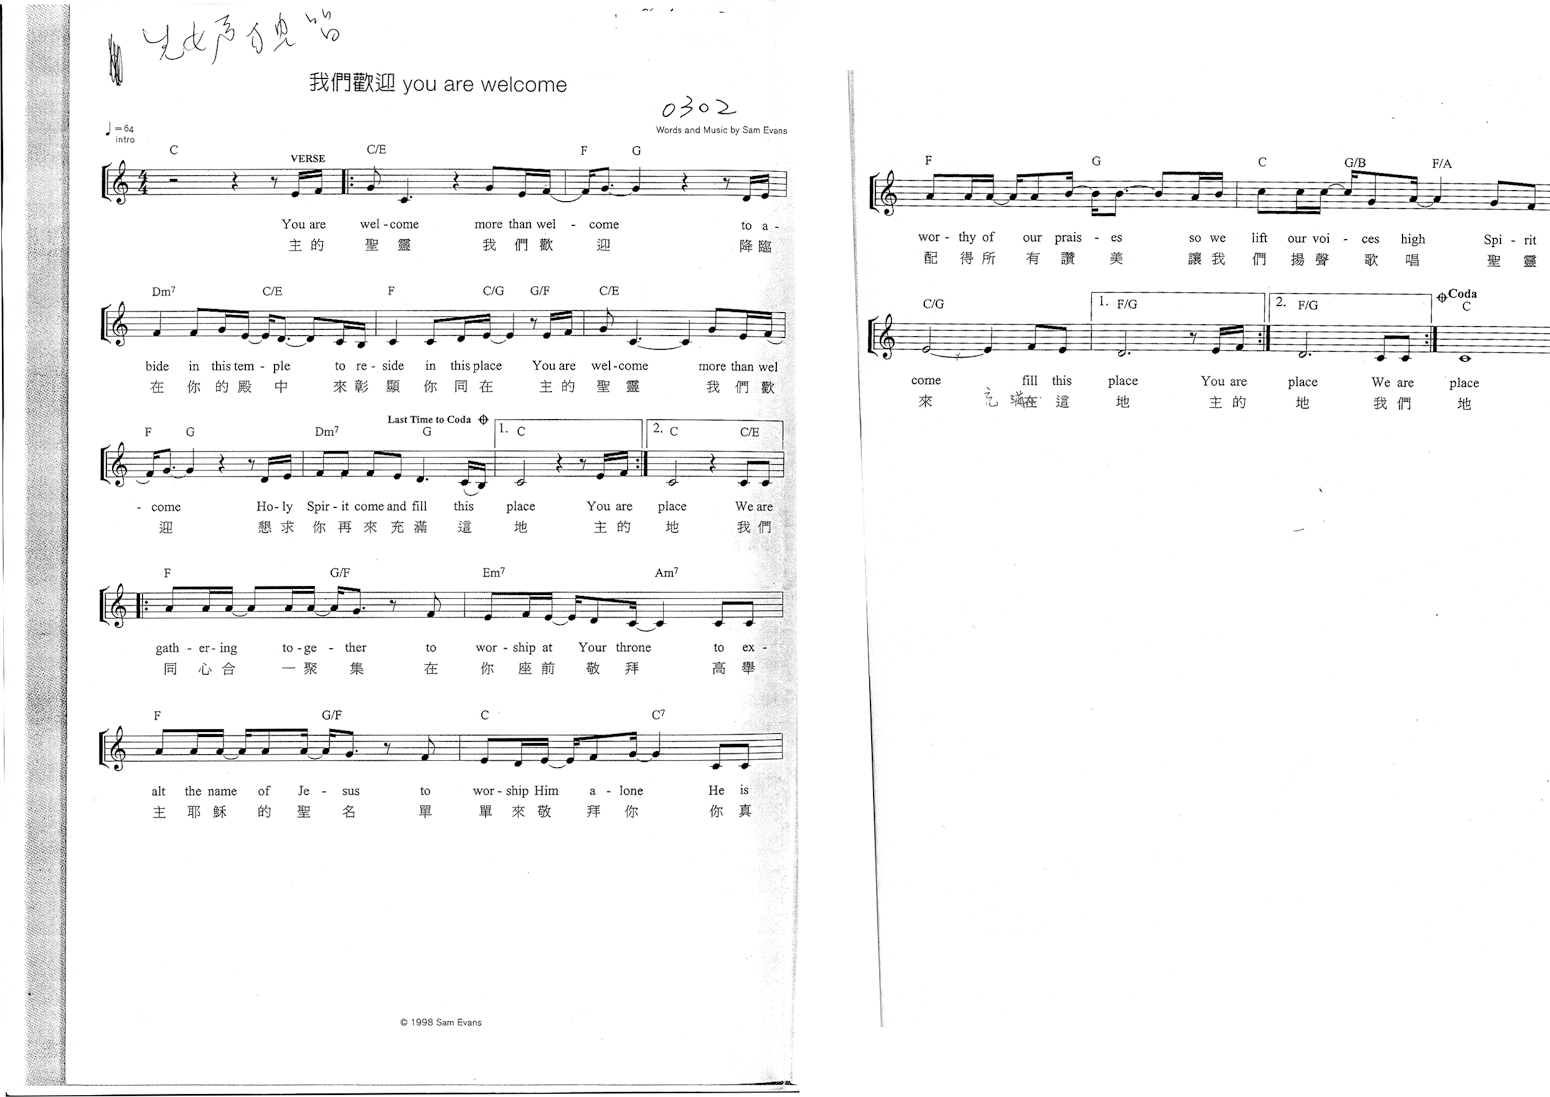 我們歡迎 you are welcome
0302
♩=64
intro
Words and Music by Sam Evans
C VERSE C/E F G
You are wel-come more than wel - come to a-
主的 聖靈 我們歡 迎 降臨
Dm7 C/E F C/G G/F C/E
bide in this tem-ple to re-side in this place You are wel-come more than wel
在你的殿中 來彰顯你同在 主的聖靈 我們歡
Last Time to Coda
F G Dm7 G 1. C 2. C C/E
- come Ho-ly Spir-it come and fill this place You are place We are
迎 懇求你再來充滿這 地 主的 地 我們
F G/F Em7 Am7
gath - er-ing to-ge - ther to wor - ship at Your throne to ex-
同心合 一聚集 在你座前敬拜 高舉
F G/F C C7
alt the name of Je - sus to wor-ship Him a - lone He is
主耶穌的聖名 單單來敬拜你 你真
© 1998 Sam Evans
F G C G/B F/A
wor-thy of our prais-es so we lift our voi - ces high Spi - rit
配得所有讚美 讓我們揚聲歌唱 聖靈
Coda
C/G 1. F/G 2. F/G C
come fill this place You are place We are place
來 充滿在這 地 主的 地 我們 地